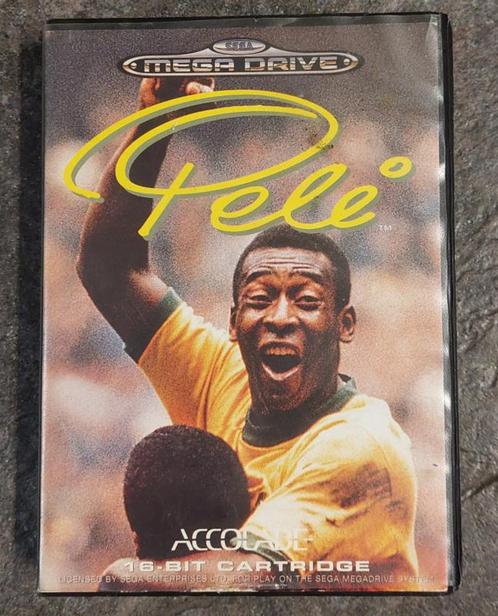 SEGA
MEGA DRIVE
Pelé
TM
ACCOLADE
16-BIT CARTRIDGE
LICENSED BY SEGA ENTERPRISES LTD. FOR PLAY ON THE SEGA MEGADRIVE SYSTEM